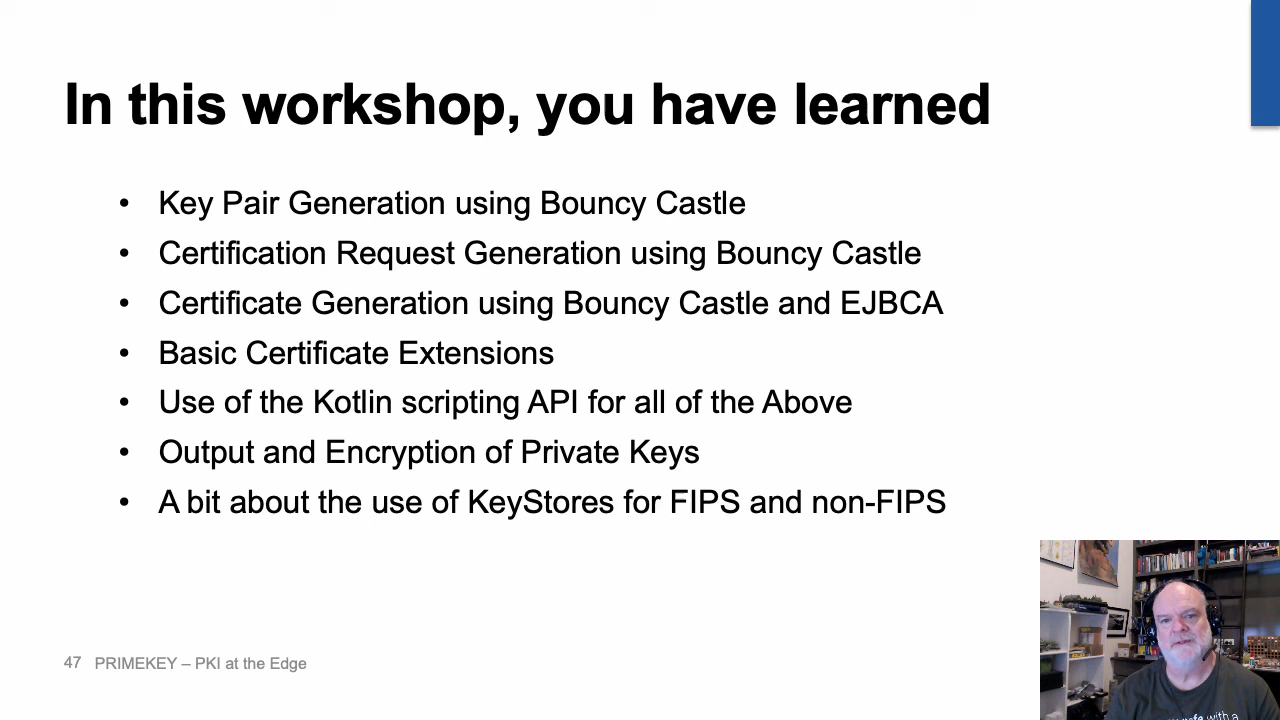 In this workshop, you have learned
• Key Pair Generation using Bouncy Castle
• Certification Request Generation using Bouncy Castle
• Certificate Generation using Bouncy Castle and EJBCA
• Basic Certificate Extensions
• Use of the Kotlin scripting API for all of the Above
• Output and Encryption of Private Keys
• A bit about the use of KeyStores for FIPS and non-FIPS
47 PRIMEKEY – PKI at the Edge
with a